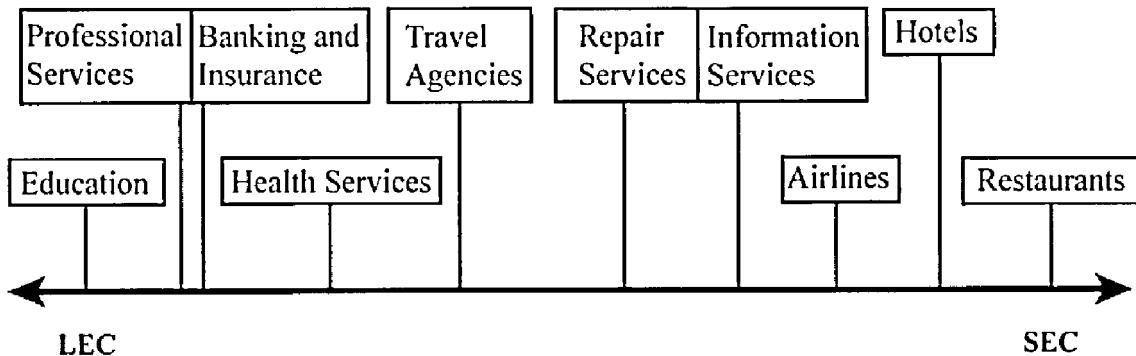 Professional
Services
Banking and
Insurance
Travel
Agencies
Repair
Services
Information
Services
Hotels
Education
Health Services
Airlines
Restaurants
LEC
SEC